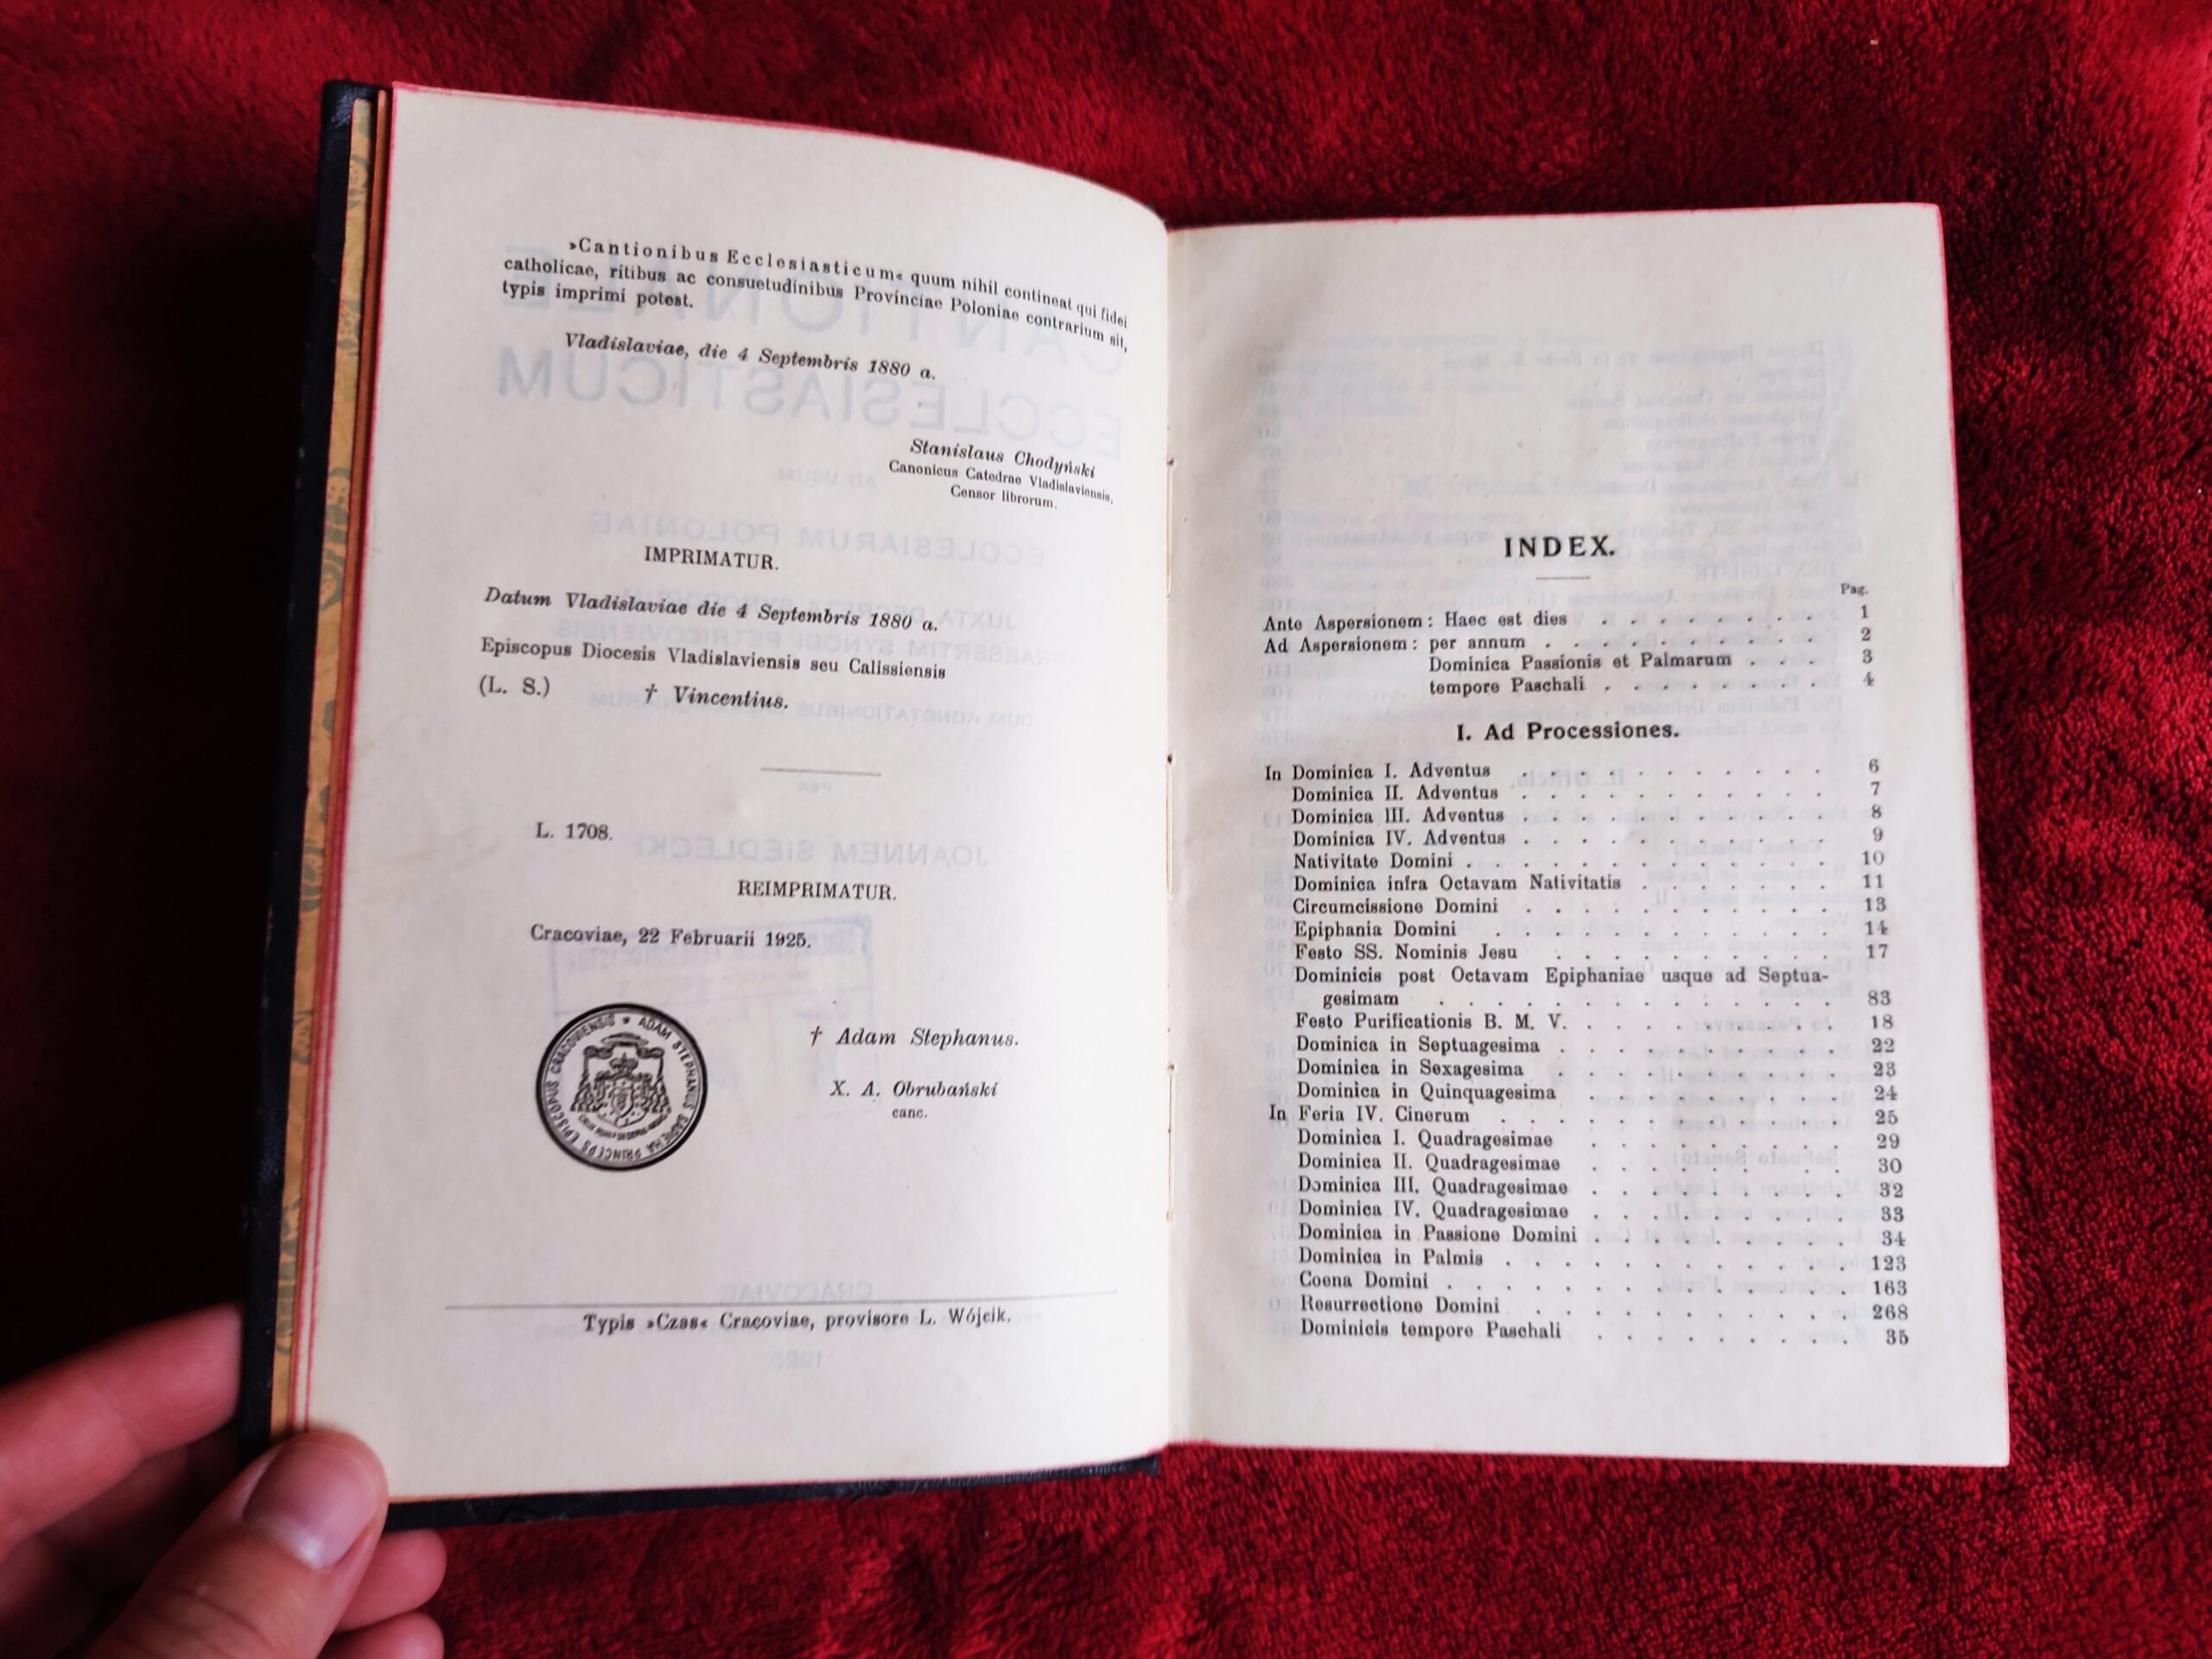 »Cantionibus Ecclesiasticum« quum nihil contineat qui fidei
catholicae, ritibus ac consuetudinibus Provinciae Poloniae contrarium sit,
typis imprimi potest.
Vladislaviae, die 4 Septembris 1880 a.
Stanislaus Chodyński
Canonicus Catedrae Vladislaviensis,
Censor librorum.
IMPRIMATUR.
Datum Vladislaviae die 4 Septembris 1880 a.
Episcopus Diocesis Vladislaviensis seu Calissiensis
(L. S.) † Vincentius.
L. 1708.
REIMPRIMATUR.
Cracoviae, 22 Februarii 1925.
† Adam Stephanus.
X. A. Obrubański
canc.
ADAM STEPHANUS SAPIEHA PRINCEPS EPISCOPUS CRACOVIENSIS
Typis »Czas« Cracoviae, provisore L. Wójcik.
INDEX.
Pag.
Ante Aspersionem: Haec est dies . . . . . . . . 1
Ad Aspersionem: per annum . . . . . . . . . 2
Dominica Passionis et Palmarum . . . 3
tempore Paschali . . . . . . . . 4
I. Ad Processiones.
In Dominica I. Adventus . . . . . . . . . . . 6
Dominica II. Adventus . . . . . . . . . . . 7
Dominica III. Adventus . . . . . . . . . . . 8
Dominica IV. Adventus . . . . . . . . . . . 9
Nativitate Domini . . . . . . . . . . . . . 10
Dominica infra Octavam Nativitatis . . . . . . . 11
Circumcissione Domini . . . . . . . . . . . 13
Epiphania Domini . . . . . . . . . . . . 14
Festo SS. Nominis Jesu . . . . . . . . . . 17
Dominicis post Octavam Epiphaniae usque ad Septua-
gesimam . . . . . . . . . . . . . . 83
Festo Purificationis B. M. V. . . . . . . . . . 18
Dominica in Septuagesima . . . . . . . . . . 22
Dominica in Sexagesima . . . . . . . . . . 23
Dominica in Quinquagesima . . . . . . . . . 24
In Feria IV. Cinerum . . . . . . . . . . . . 25
Dominica I. Quadragesimae . . . . . . . . . 29
Dominica II. Quadragesimae . . . . . . . . . 30
Dominica III. Quadragesimae . . . . . . . . . 32
Dominica IV. Quadragesimae . . . . . . . . . 33
Dominica in Passione Domini . . . . . . . . . 34
Dominica in Palmis . . . . . . . . . . . . 123
Coena Domini . . . . . . . . . . . . . . 163
Resurrectione Domini . . . . . . . . . . . 268
Dominicis tempore Paschali . . . . . . . . . 35